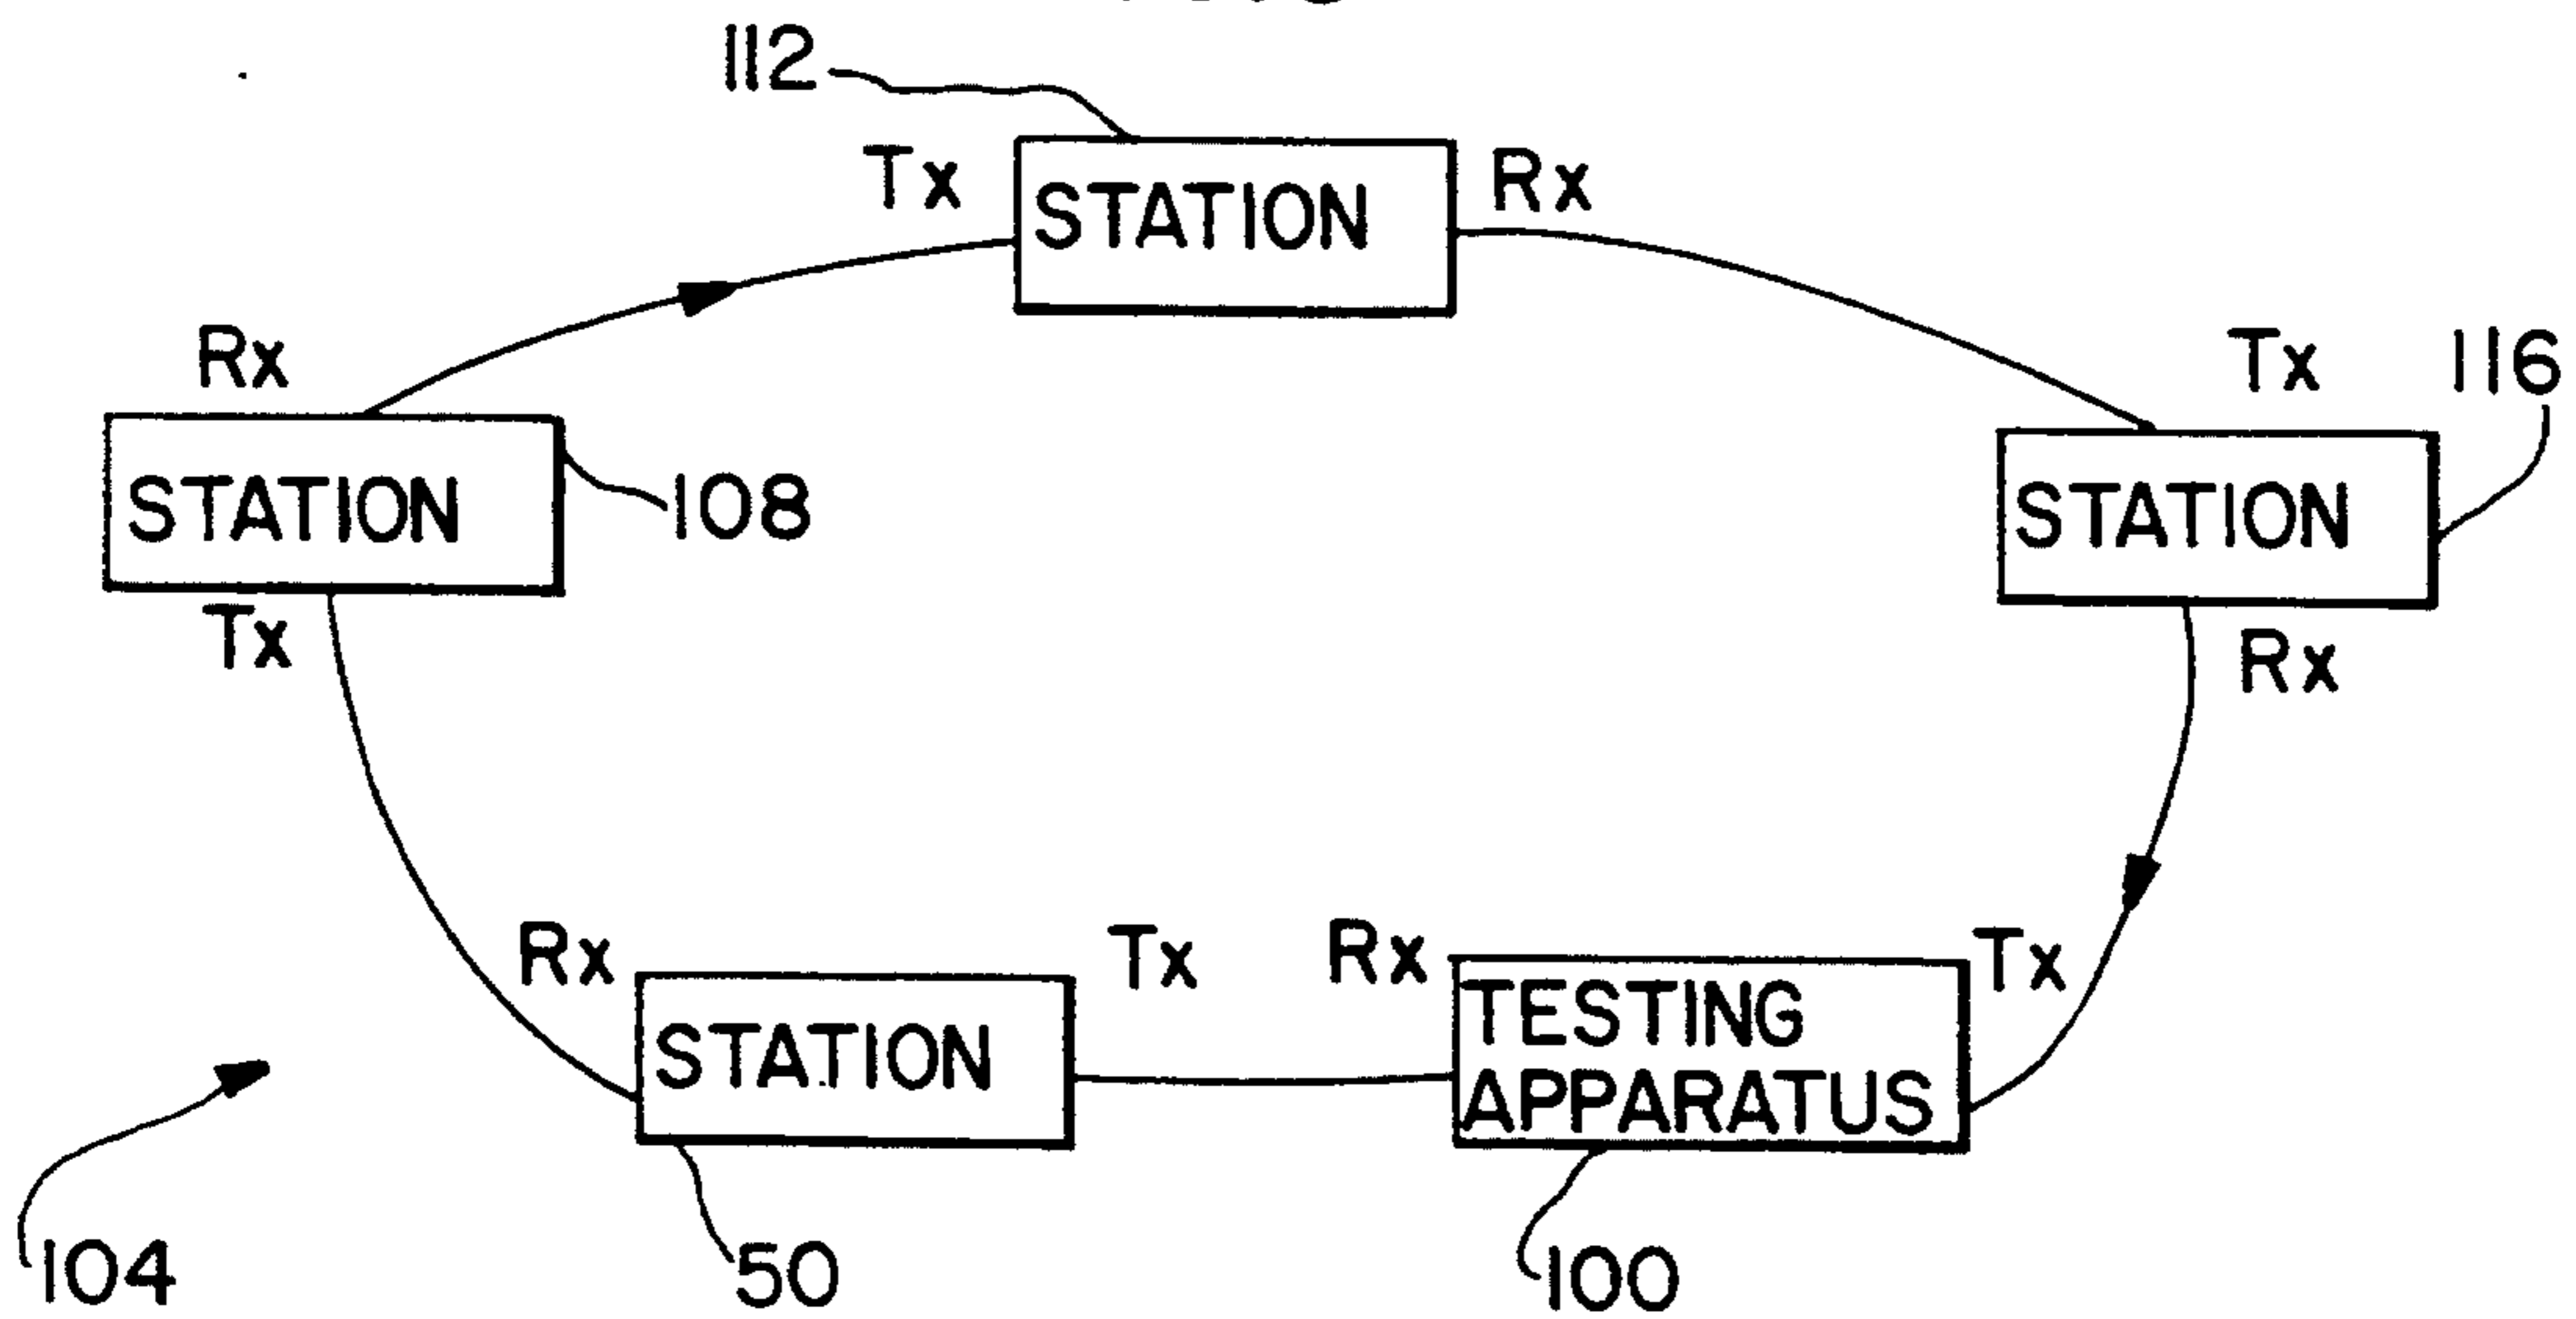 112
Tx
STATION
Rx
Rx
Tx
116
STATION
108
STATION
Tx
Rx
Rx
STATION
Tx
Rx
TESTING
APPARATUS
Tx
104
50
100